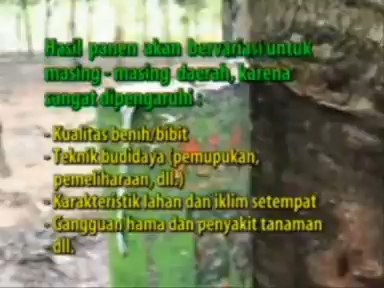 Hasil panen akan bervariasi untuk
masing - masing daerah, karena
sangat dipengaruhi :
- Kualitas benih/bibit
- Teknik budidaya (pemupukan,
pemeliharaan, dll.)
- Karakteristik lahan dan iklim setempat
- Gangguan hama dan penyakit tanaman
dll.